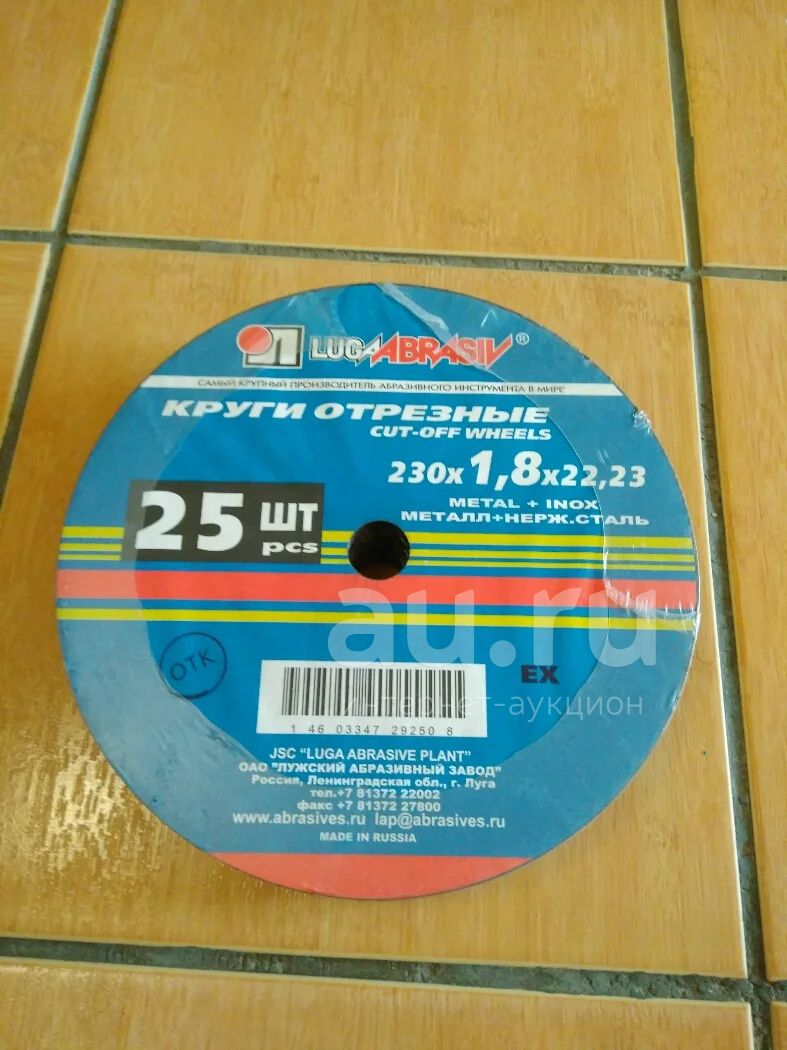 Л LUGAABRASIV®
САМЫЙ КРУПНЫЙ ПРОИЗВОДИТЕЛЬ АБРАЗИВНОГО ИНСТРУМЕНТА В МИРЕ
КРУГИ ОТРЕЗНЫЕ
CUT-OFF WHEELS
230x1,8x22,23
METAL + INOX
МЕТАЛЛ+НЕРЖ.СТАЛЬ
25 ШТ
pcs
au.ru
интернет-аукцион
ОТК
EX
1 46 03347 29250 8
JSC "LUGA ABRASIVE PLANT"
ОАО "ЛУЖСКИЙ АБРАЗИВНЫЙ ЗАВОД"
Россия, Ленинградская обл., г. Луга
тел.+7 81372 22002
факс +7 81372 27800
www.abrasives.ru lap@abrasives.ru
MADE IN RUSSIA